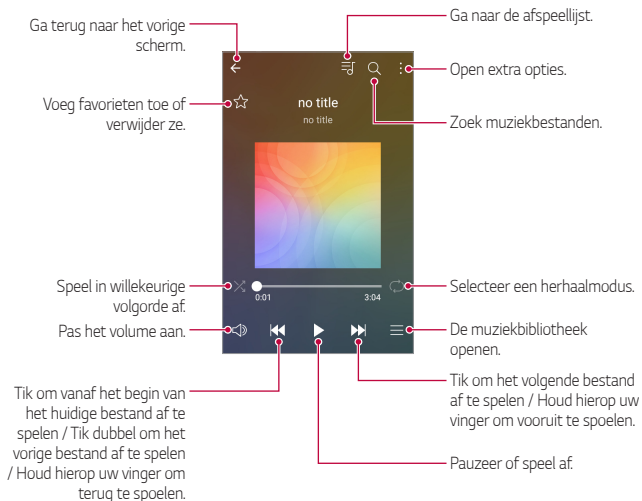 Ga terug naar het vorige
scherm.
Voeg favorieten toe of
verwijder ze.
Speel in willekeurige
volgorde af.
Pas het volume aan.
Tik om vanaf het begin van
het huidige bestand af te
spelen / Tik dubbel om het
vorige bestand af te spelen
/ Houd hierop uw vinger om
terug te spoelen.
no title
no title
0:01
3:04
Ga naar de afspeellijst.
Open extra opties.
Zoek muziekbestanden.
Selecteer een herhaalmodus.
De muziekbibliotheek
openen.
Tik om het volgende bestand
af te spelen / Houd hierop uw
vinger om vooruit te spoelen.
Pauzeer of speel af.